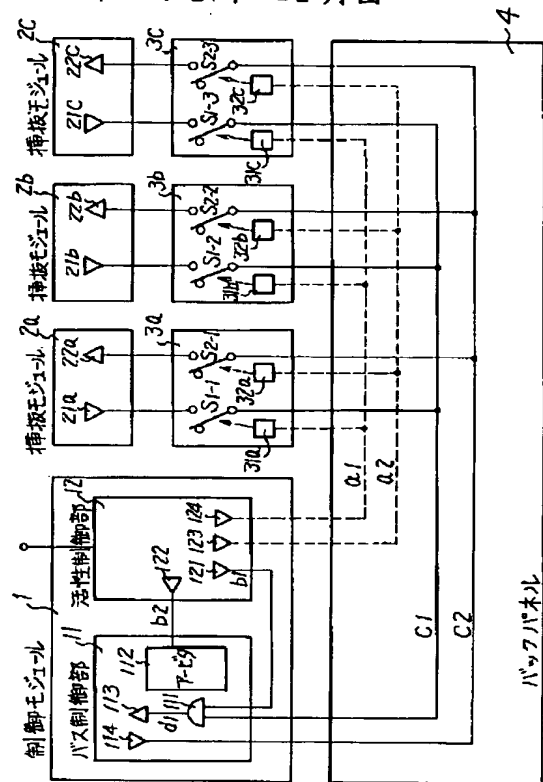 制御モジュール
1
バス制御部
11
114
113
112
アービタ
111
d1
活性制御部
12
122
121
123
124
b2
b1
挿抜モジュール
2a
21a
22a
3a
S1-1
S2-1
31a
32a
挿抜モジュール
2b
21b
22b
3b
S1-2
S2-2
31b
32b
挿抜モジュール
2C
21C
22C
3C
S1-3
S2-3
31C
32C
a1
a2
C1
C2
バックパネル
4